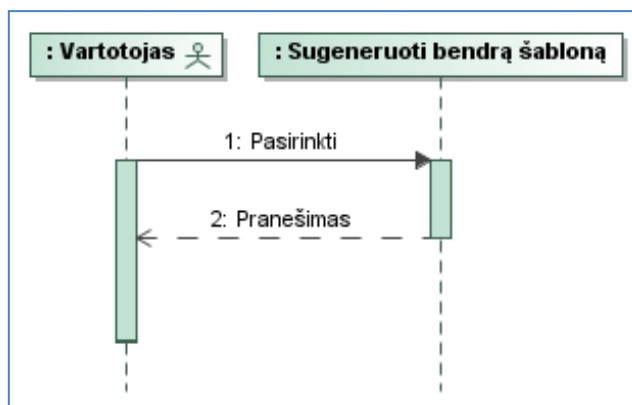 : Vartotojas
: Sugeneruoti bendrą šabloną
1: Pasirinkti
2: Pranešimas